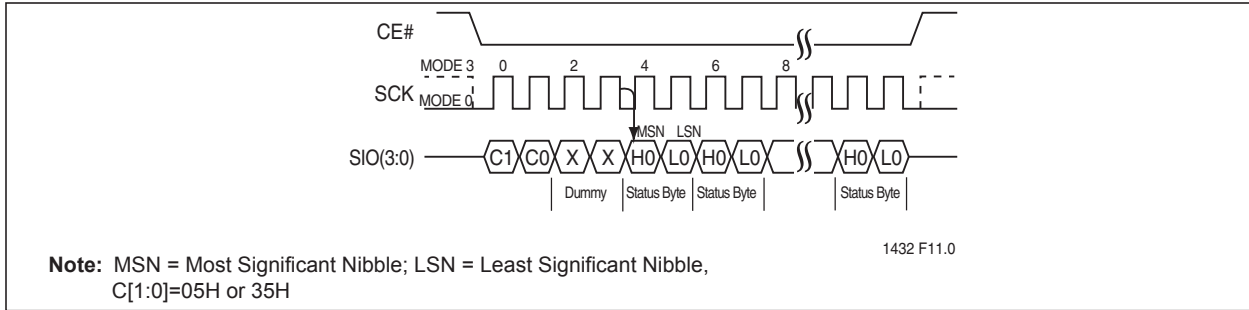 CE#
MODE 3 0 2 4 6 8
SCK MODE 0
MSN LSN
SIO(3:0) C1 C0 X X H0 L0 H0 L0 H0 L0
Dummy Status Byte Status Byte Status Byte
1432 F11.0
Note: MSN = Most Significant Nibble; LSN = Least Significant Nibble,
C[1:0]=05H or 35H